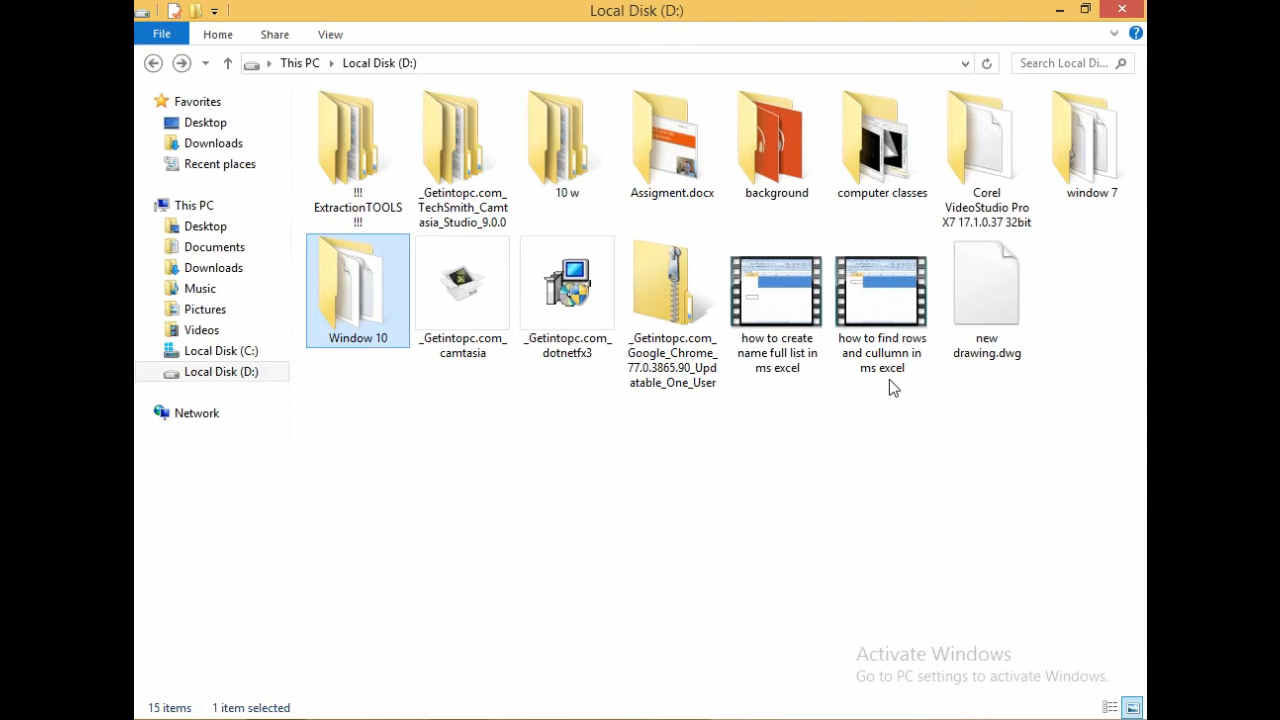 Local Disk (D:)
File Home Share View
This PC Local Disk (D:)
Search Local Di...
Favorites
Desktop
Downloads
Recent places
This PC
Desktop
Documents
Downloads
Music
Pictures
Videos
Local Disk (C:)
Local Disk (D:)
Network
!!!
ExtractionTOOLS
!!!
_Getintopc.com_
TechSmith_Camt
asia_Studio_9.0.0
10 w
Assigment.docx
background
computer classes
Corel
VideoStudio Pro
X7 17.1.0.37 32bit
window 7
Window 10
_Getintopc.com_
camtasia
_Getintopc.com_
dotnetfx3
_Getintopc.com_
Google_Chrome_
77.0.3865.90_Upd
atable_One_User
how to create
name full list in
ms excel
how to find rows
and cullumn in
ms excel
new
drawing.dwg
Activate Windows
Go to PC settings to activate Windows.
15 items 1 item selected